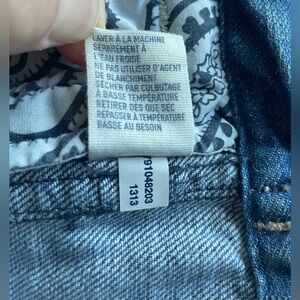 LAVER À LA MACHINE
SÉPARÉMENT À
L'EAU FROISE
NE PAS UTILISER D'AGENT
DE BLANCHIMENT
SÉCHER PAR CULBUTAGE
À BASSE TEMPÉRATURE
RETIRER DÈS QUE SEC
REPASSER À TEMPÉRATURE
BASSE AU BESOIN
91048203
1313